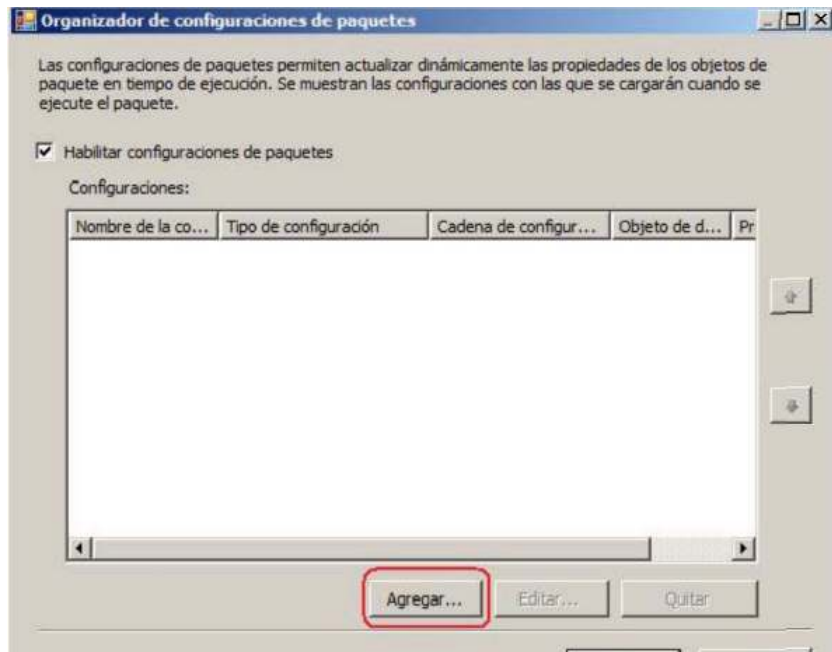 Organizador de configuraciones de paquetes
Las configuraciones de paquetes permiten actualizar dinámicamente las propiedades de los objetos de
paquete en tiempo de ejecución. Se muestran las configuraciones con las que se cargarán cuando se
ejecute el paquete.
Habilitar configuraciones de paquetes
Configuraciones:
Nombre de la co... Tipo de configuración Cadena de configur... Objeto de d... Pr
Agregar... Editar... Quitar